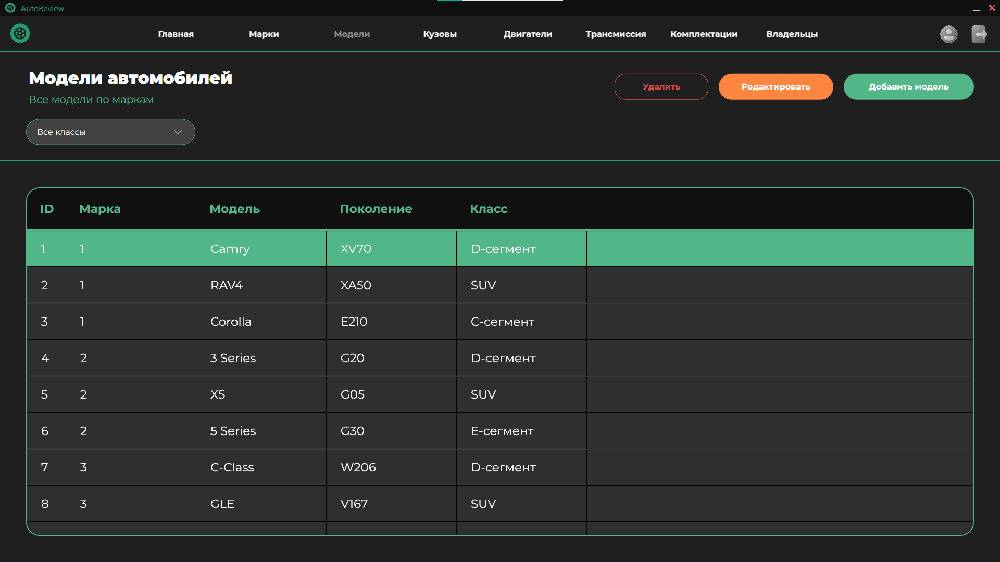 AutoReview
Главная Марки Модели Кузовы Двигатели Трансмиссия Комплектации Владельцы
Модели автомобилей
Все модели по маркам
Удалить Редактировать Добавить модель
Все классы
ID Марка Модель Поколение Класс
1 1 Camry XV70 D-сегмент
2 1 RAV4 XA50 SUV
3 1 Corolla E210 C-сегмент
4 2 3 Series G20 D-сегмент
5 2 X5 G05 SUV
6 2 5 Series G30 E-сегмент
7 3 C-Class W206 D-сегмент
8 3 GLE V167 SUV